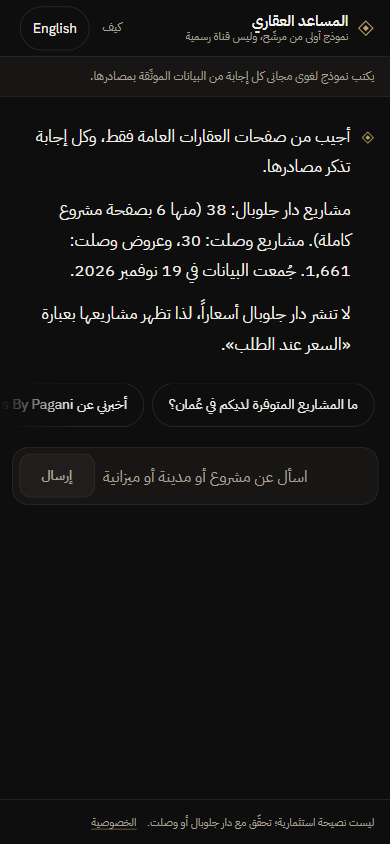 المساعد العقاري
نموذج أولي من مرشّح، وليس قناة رسمية
كيف
English
يكتب نموذج لغوي مجاني كل إجابة من البيانات الموثّقة بمصادرها.
أجيب من صفحات العقارات العامة فقط، وكل إجابة
تذكر مصادرها.
مشاريع دار جلوبال: 38 (منها 6 بصفحة مشروع
كاملة). مشاريع وصلت: 30، وعروض وصلت:
1,661. جُمعت البيانات في 19 نوفمبر 2026.
لا تنشر دار جلوبال أسعاراً، لذا تظهر مشاريعها بعبارة
«السعر عند الطلب».
ما المشاريع المتوفرة لديكم في عُمان؟
أخبرني عن s By Pagani
اسأل عن مشروع أو مدينة أو ميزانية
إرسال
ليست نصيحة استثمارية؛ تحقّق مع دار جلوبال أو وصلت.
الخصوصية